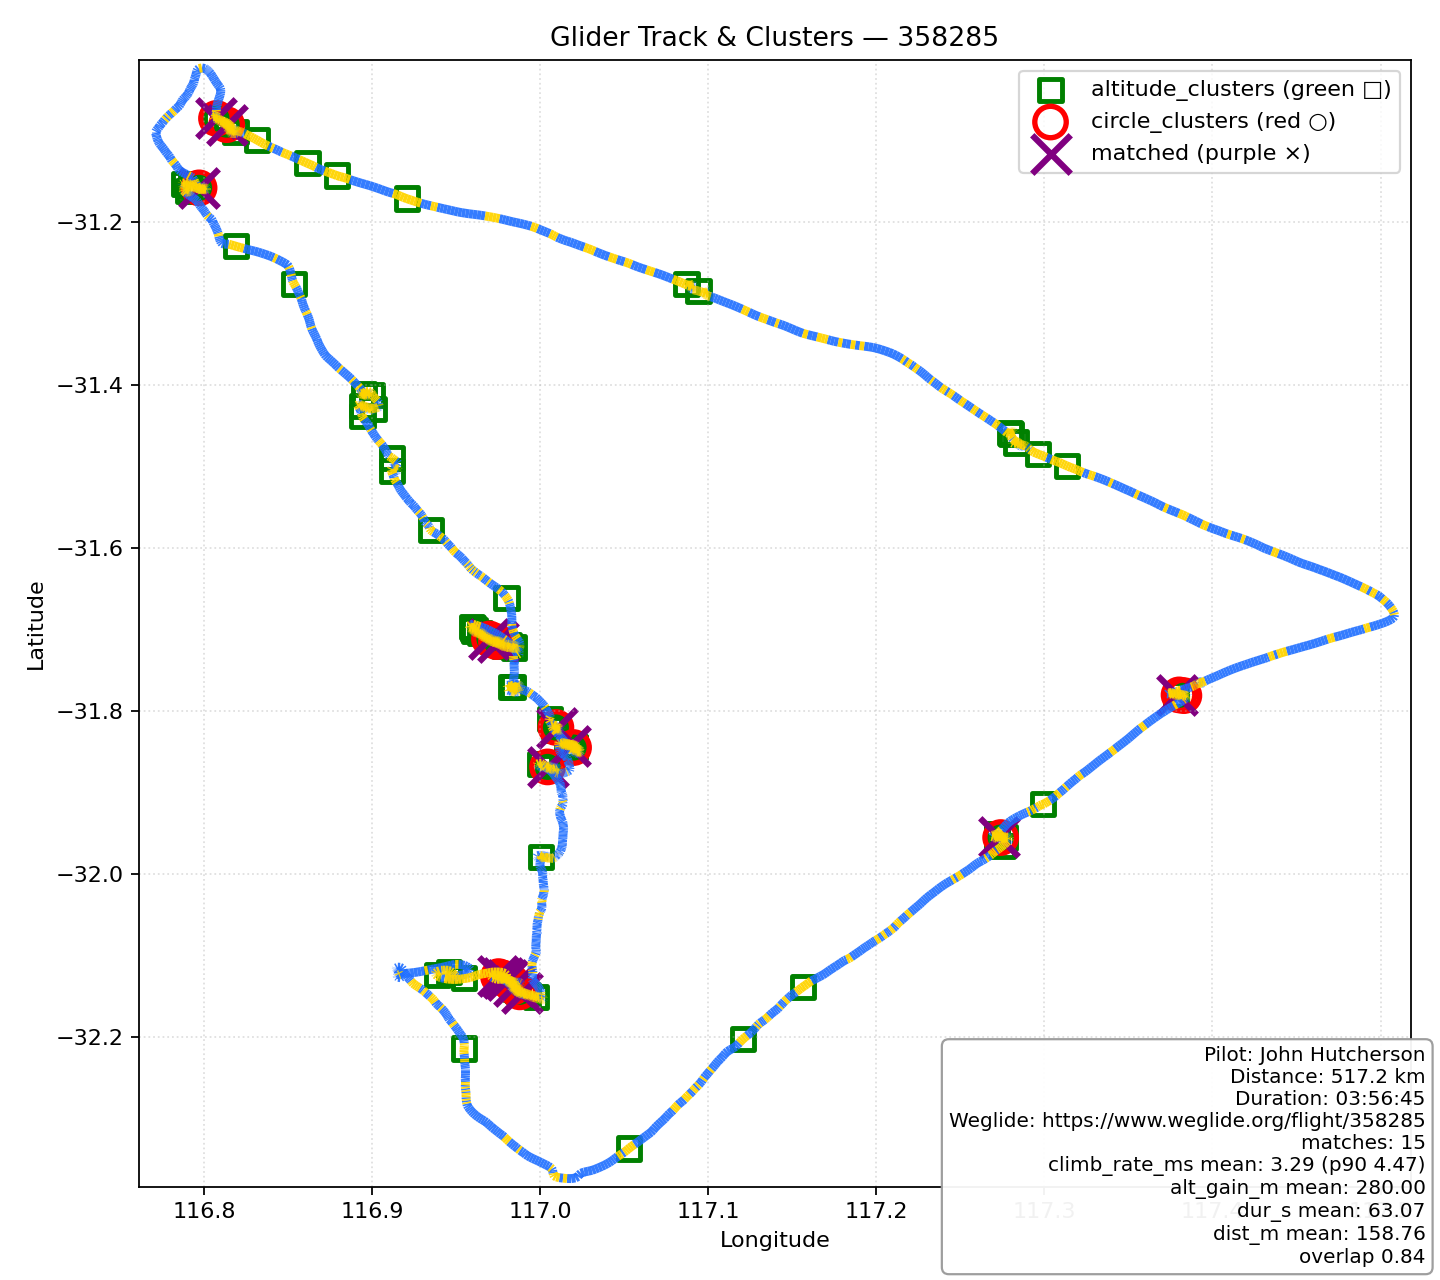 Glider Track & Clusters — 358285
altitude_clusters (green □)
circle_clusters (red ○)
matched (purple ×)
−31.2
−31.4
−31.6
−31.8
−32.0
−32.2
Latitude
116.8
116.9
117.0
117.1
117.2
117.3
Longitude
Pilot: John Hutcherson
Distance: 517.2 km
Duration: 03:56:45
Weglide: https://www.weglide.org/flight/358285
matches: 15
climb_rate_ms mean: 3.29 (p90 4.47)
alt_gain_m mean: 280.00
dur_s mean: 63.07
dist_m mean: 158.76
overlap 0.84